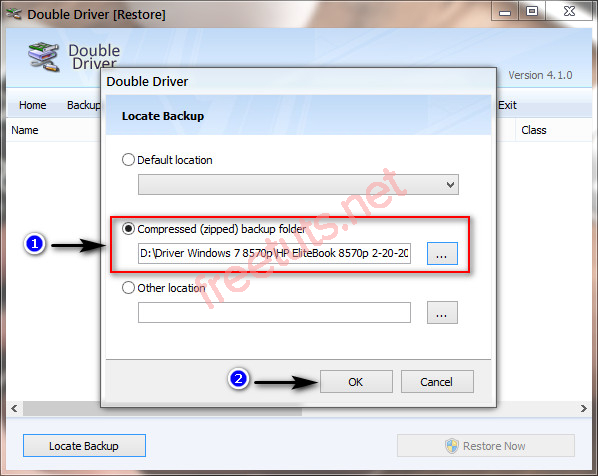 Double Driver [Restore]
Double
Driver
Version 4.1.0
Home Backup Exit
Name Class
Double Driver
Locate Backup
Default location
Compressed (zipped) backup folder
1
D:\Driver Windows 7 8570p\HP EliteBook 8570p 2-20-20
...
Other location
...
2
OK Cancel
Locate Backup Restore Now
freetuts.net